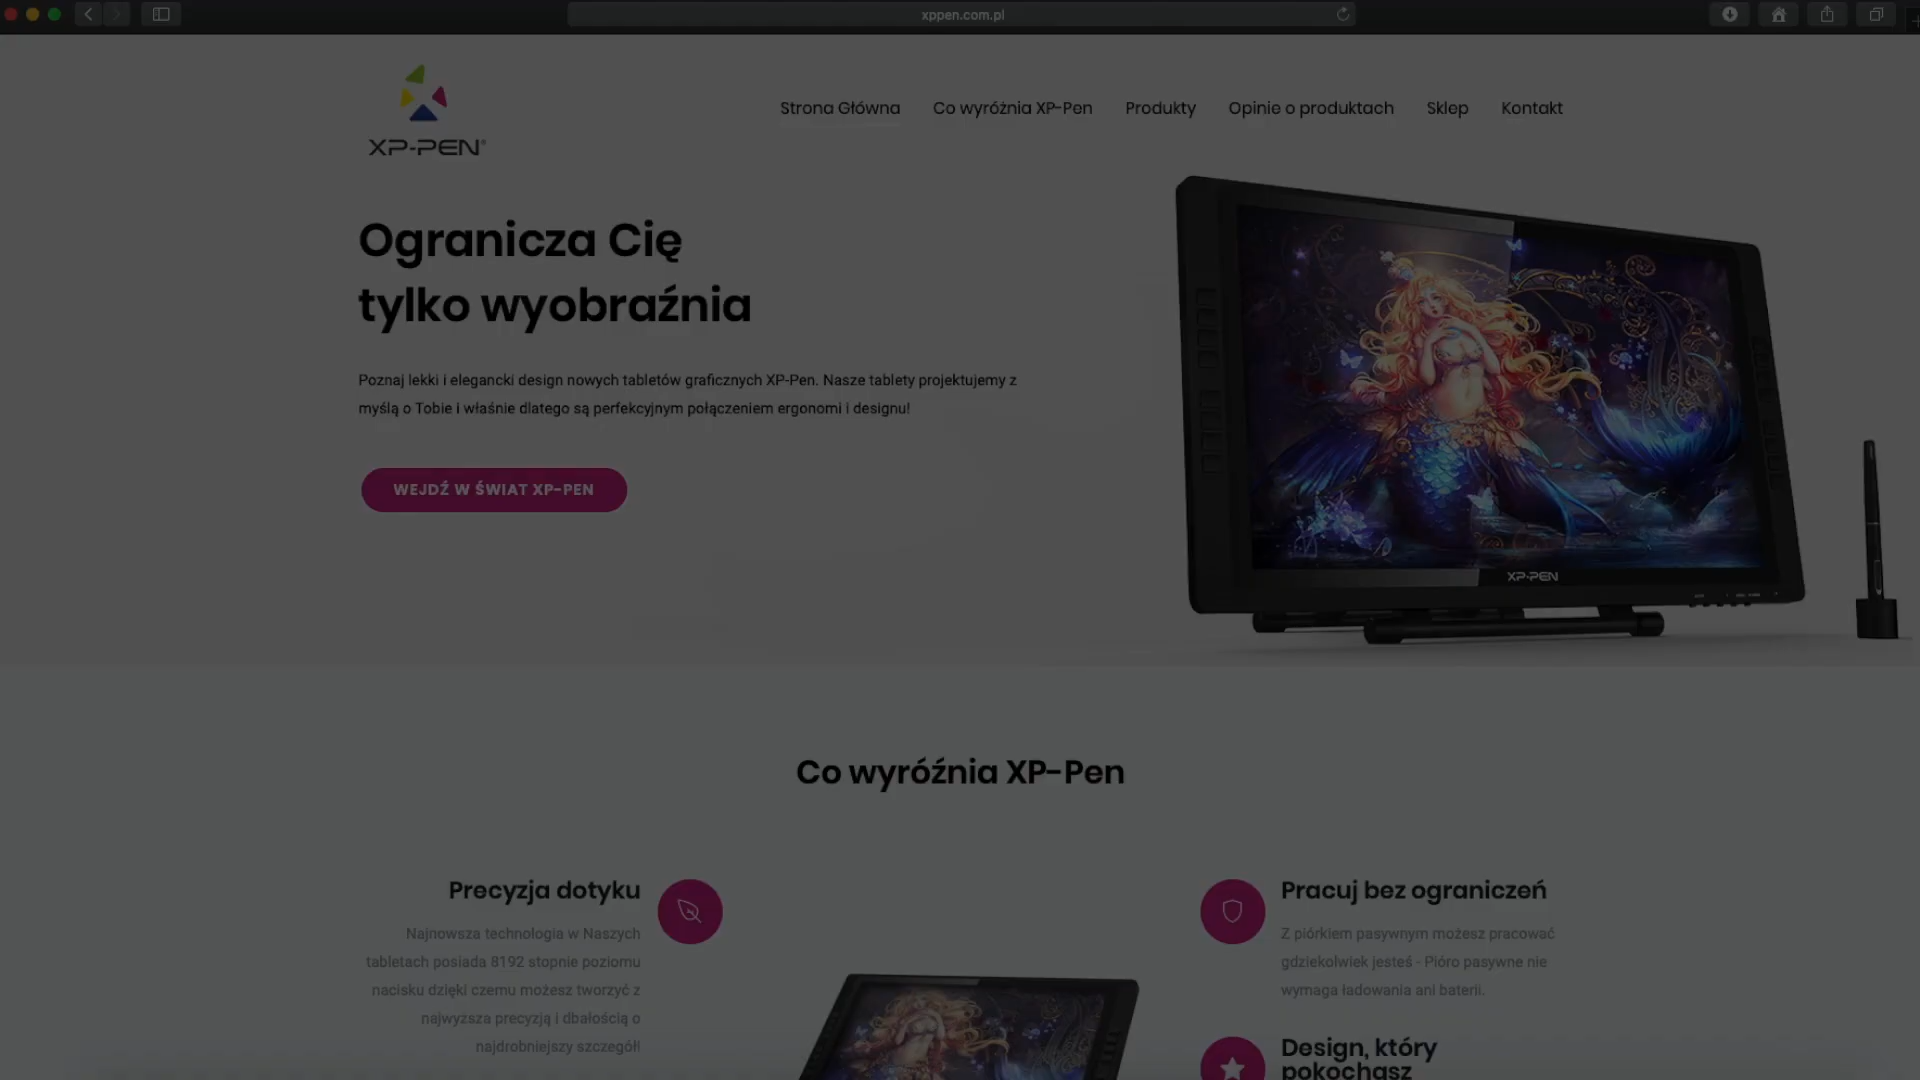 xppen.com.pl
XP-PEN®
Strona Główna Co wyróżnia XP-Pen Produkty Opinie o produktach Sklep Kontakt
Ogranicza Cię
tylko wyobraźnia
Poznaj lekki i elegancki design nowych tabletów graficznych XP-Pen. Nasze tablety projektujemy z
myślą o Tobie i właśnie dlatego są perfekcyjnym połączeniem ergonomi i designu!
WEJDŹ W ŚWIAT XP-PEN
XP-PEN
Co wyróźnia XP-Pen
Precyzja dotyku
Najnowsza technologia w Naszych
tabletach posiada 8192 stopnie poziomu
nacisku dzięki czemu możesz tworzyć z
najwyzsza precyzją i dbałością o
najdrobniejszy szczegół!
Pracuj bez ograniczeń
Z piórkiem pasywnym możesz pracować
gdziekolwiek jesteś - Pióro pasywne nie
wymaga ładowania ani baterii.
Design, który
pokochasz